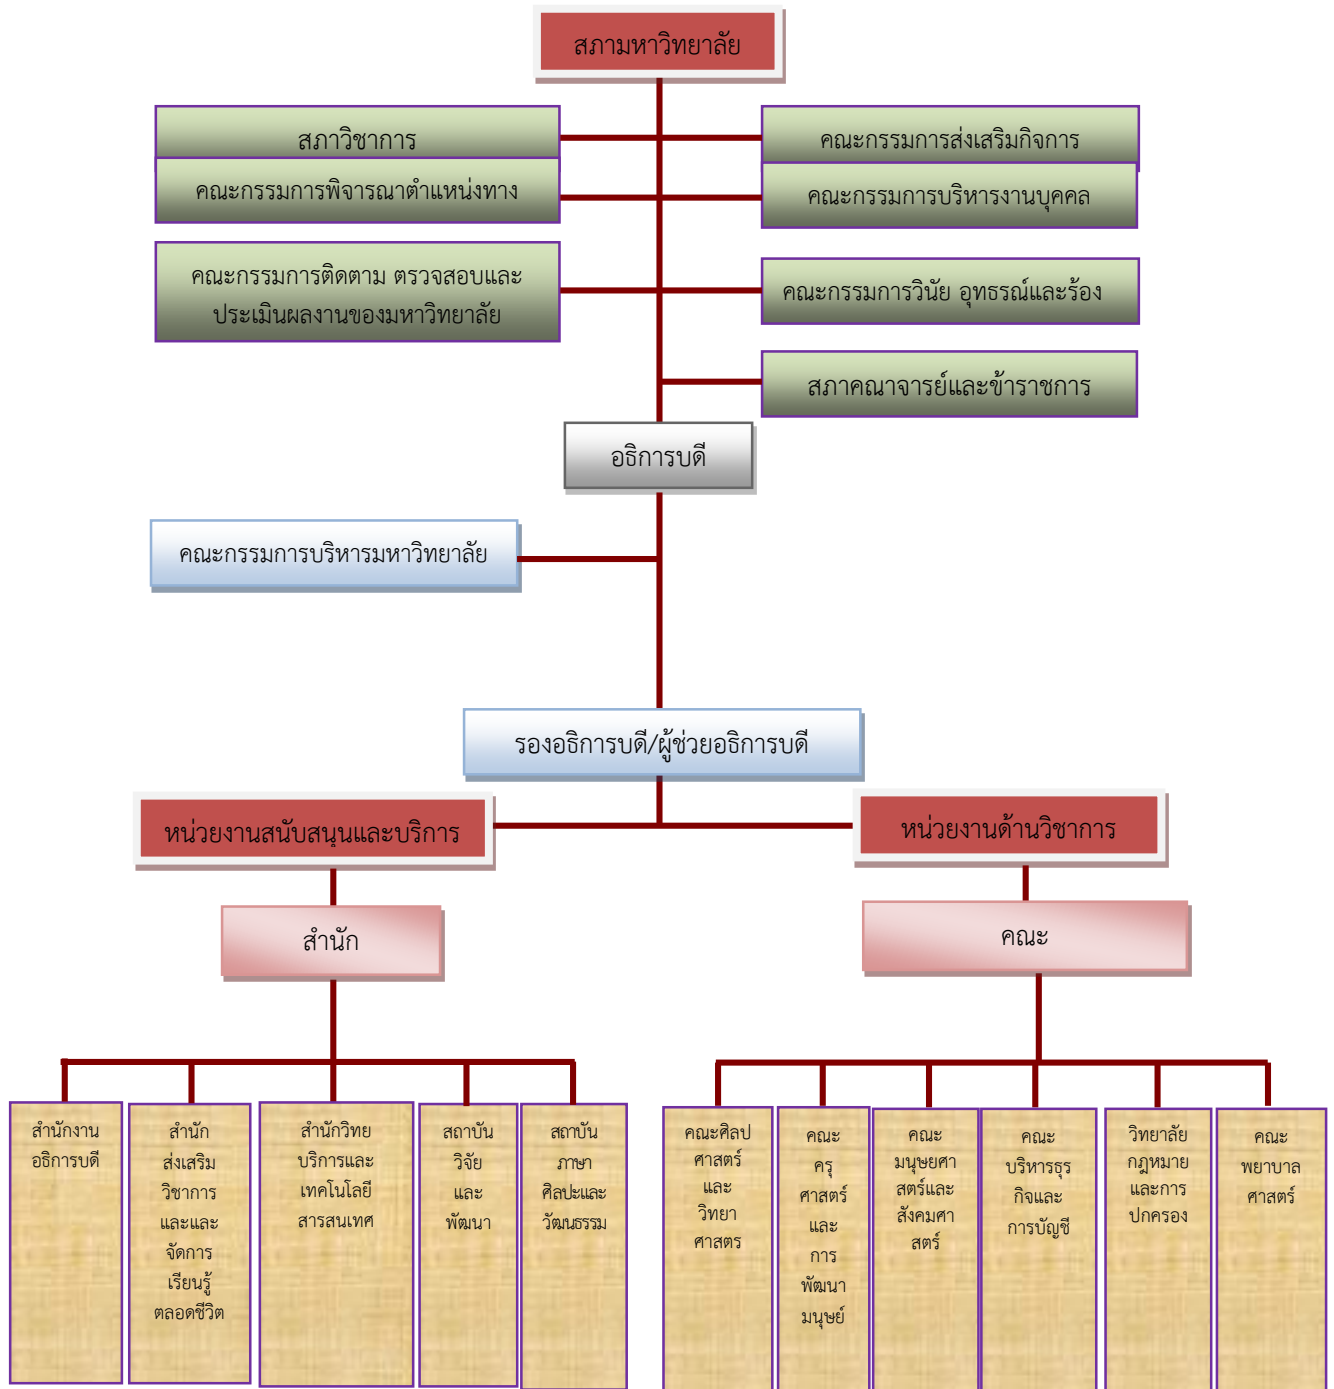 สภามหาวิทยาลัย
สภาวิชาการ
คณะกรรมการส่งเสริมกิจการ
คณะกรรมการพิจารณาตำแหน่งทาง
คณะกรรมการบริหารงานบุคคล
คณะกรรมการติดตาม ตรวจสอบและ
ประเมินผลงานของมหาวิทยาลัย
คณะกรรมการวินัย อุทธรณ์และร้อง
สภาคณาจารย์และข้าราชการ
อธิการบดี
คณะกรรมการบริหารมหาวิทยาลัย
รองอธิการบดี/ผู้ช่วยอธิการบดี
หน่วยงานสนับสนุนและบริการ
หน่วยงานด้านวิชาการ
สำนัก
คณะ
สำนักงาน
อธิการบดี
สำนัก
ส่งเสริม
วิชาการ
และและ
จัดการ
เรียนรู้
ตลอดชีวิต
สำนักวิทย
บริการและ
เทคโนโลยี
สารสนเทศ
สถาบัน
วิจัย
และ
พัฒนา
สถาบัน
ภาษา
ศิลปะและ
วัฒนธรรม
คณะศิลป
ศาสตร์
และ
วิทยา
ศาสตร
คณะ
ครุ
ศาสตร์
และ
การ
พัฒนา
มนุษย์
คณะ
มนุษยศา
สตร์และ
สังคมศา
สตร์
คณะ
บริหารธุร
กิจและ
การบัญชี
วิทยาลัย
กฎหมาย
และการ
ปกครอง
คณะ
พยาบาล
ศาสตร์